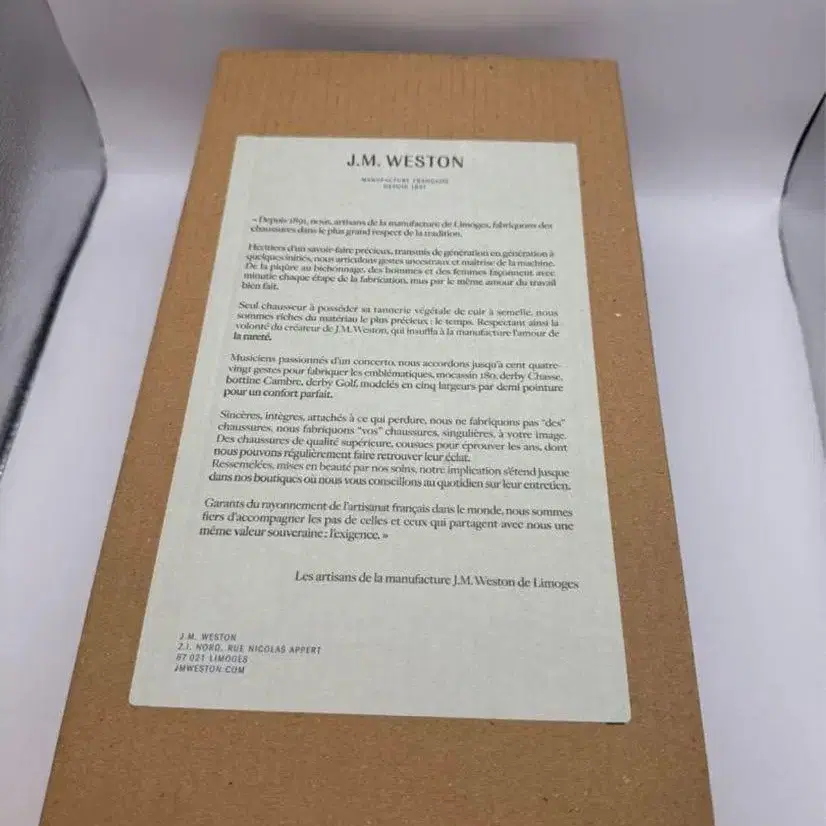 J.M. WESTON
MANUFACTURE FRANÇAISE
DEPUIS 1891
« Depuis 1891, nous, artisans de la manufacture de Limoges, fabriquons des
chaussures dans le plus grand respect de la tradition.
Héritiers d'un savoir-faire précieux, transmis de génération en génération à
quelques initiés, nous articulons gestes ancestraux et maîtrise de la machine.
De la piqûre au bichonnage, des hommes et des femmes façonnent avec
minutie chaque étape de la fabrication, mus par le même amour du travail
bien fait.
Seul chausseur à posséder sa tannerie végétale de cuir à semelle, nous
sommes riches du matériau le plus précieux : le temps. Respectant ainsi la
volonté du créateur de J.M. Weston, qui insuffla à la manufacture l'amour de
la rareté.
Musiciens passionnés d'un concerto, nous accordons jusqu'à cent quatre-
vingt gestes pour fabriquer les emblématiques, mocassin 180, derby Chasse,
bottine Cambre, derby Golf, modelés en cinq largeurs par demi pointure
pour un confort parfait.
Sincères, intègres, attachés à ce qui perdure, nous ne fabriquons pas "des"
chaussures, nous fabriquons "vos" chaussures, singulières, à votre image.
Des chaussures de qualité supérieure, cousues pour éprouver les ans, dont
nous pouvons régulièrement faire retrouver leur éclat.
Ressemelées, mises en beauté par nos soins, notre implication s'étend jusque
dans nos boutiques où nous vous conseillons au quotidien sur leur entretien.
Garants du rayonnement de l'artisanat français dans le monde, nous sommes
fiers d'accompagner les pas de celles et ceux qui partagent avec nous une
même valeur souveraine : l'exigence. »
Les artisans de la manufacture J.M. Weston de Limoges
J.M. WESTON
Z.I. NORD, RUE NICOLAS APPERT
87 021 LIMOGES
JMWESTON.COM